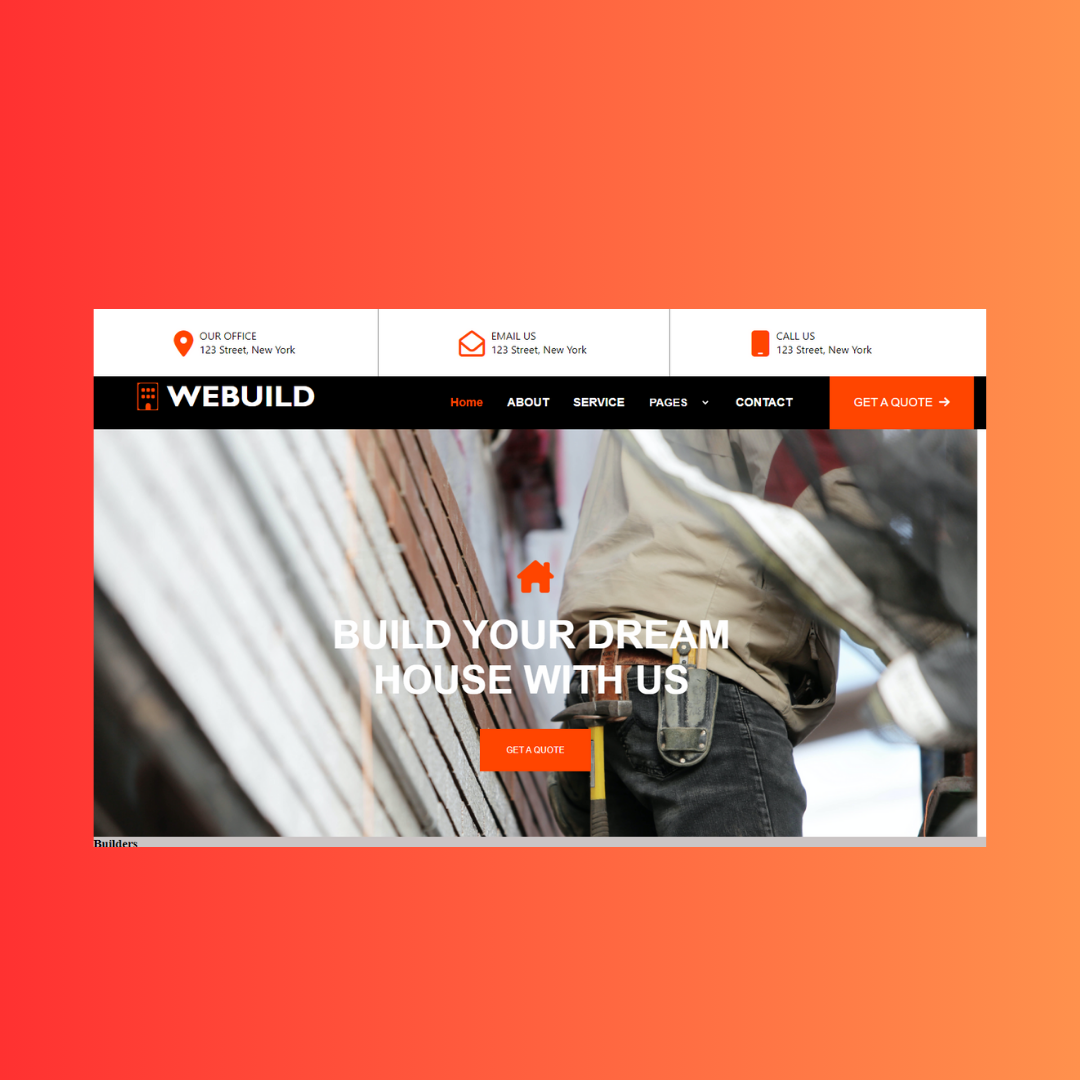 OUR OFFICE
123 Street, New York
EMAIL US
123 Street, New York
CALL US
123 Street, New York
WEBUILD
Home ABOUT SERVICE PAGES CONTACT GET A QUOTE
BUILD YOUR DREAM
HOUSE WITH US
GET A QUOTE
Builders